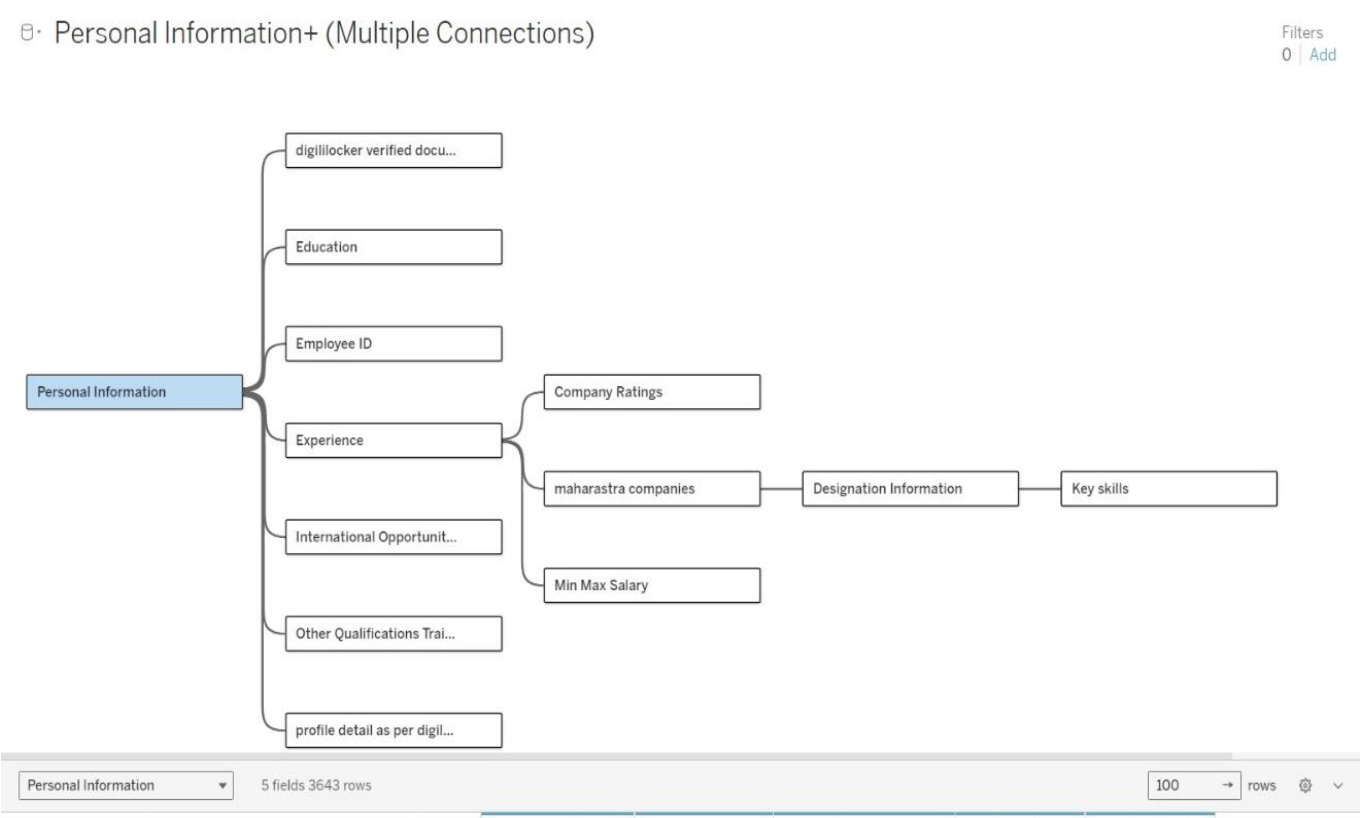 Personal Information+ (Multiple Connections)
Filters
0 Add
digililocker verified docu...
Education
Employee ID
Personal Information
Company Ratings
Experience
maharastra companies
Designation Information
Key skills
International Opportunit...
Min Max Salary
Other Qualifications Trai...
profile detail as per digil...
Personal Information
5 fields 3643 rows
100 → rows